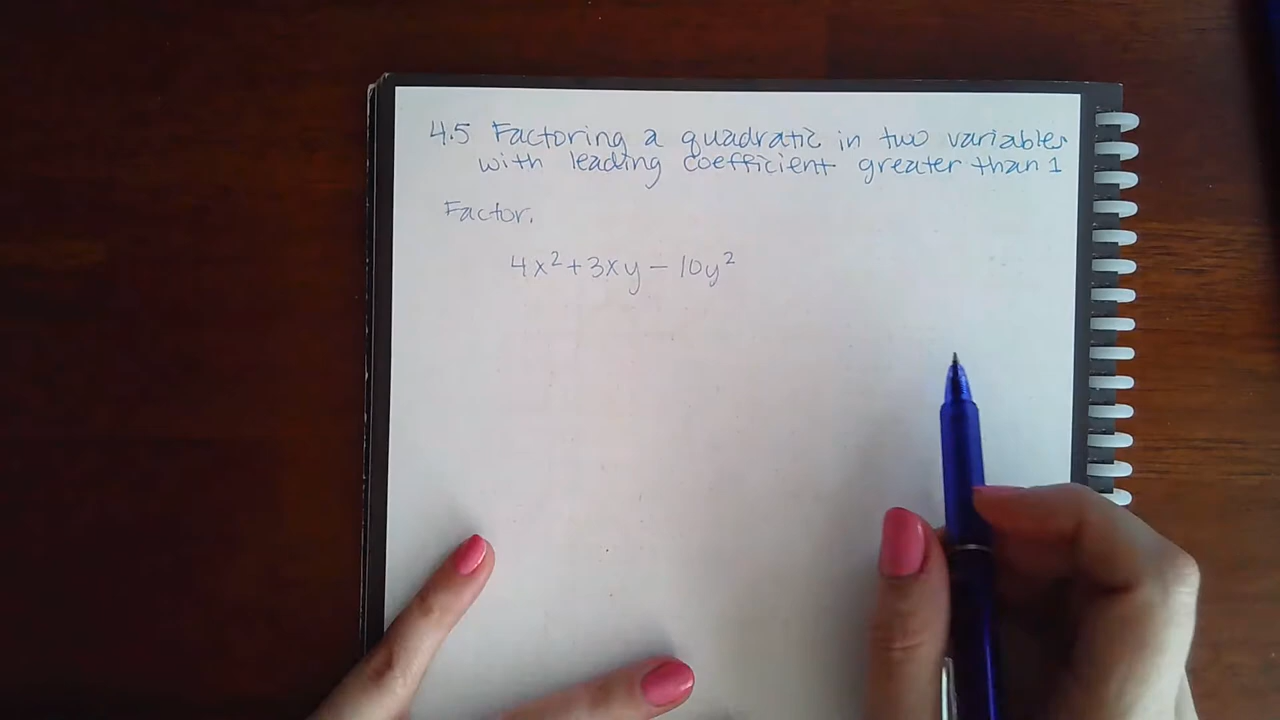 4.5 Factoring a quadratic in two variables
with leading coefficient greater than 1
Factor.
4x² + 3xy − 10y²